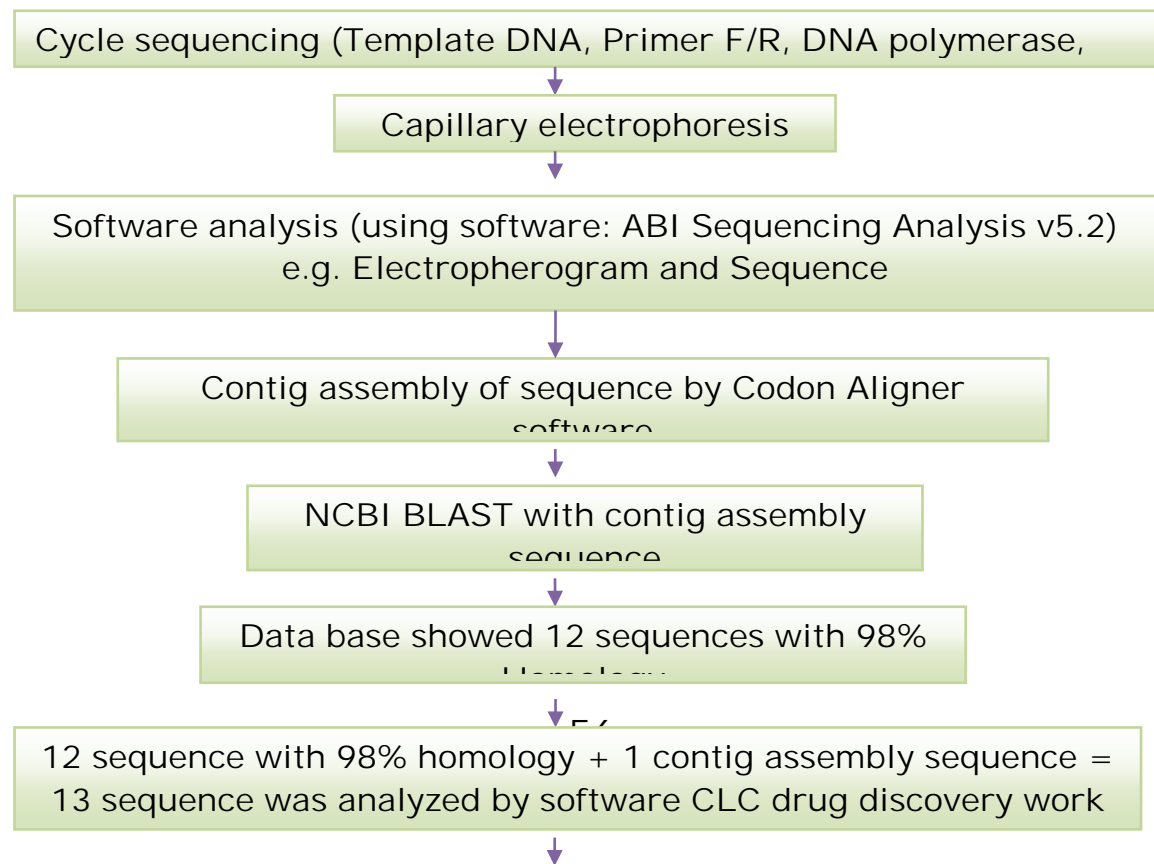 Cycle sequencing (Template DNA, Primer F/R, DNA polymerase,
Capillary electrophoresis
Software analysis (using software: ABI Sequencing Analysis v5.2)
e.g. Electropherogram and Sequence
Contig assembly of sequence by Codon Aligner
software
NCBI BLAST with contig assembly
sequence
Data base showed 12 sequences with 98%
Homology
12 sequence with 98% homology + 1 contig assembly sequence =
13 sequence was analyzed by software CLC drug discovery work